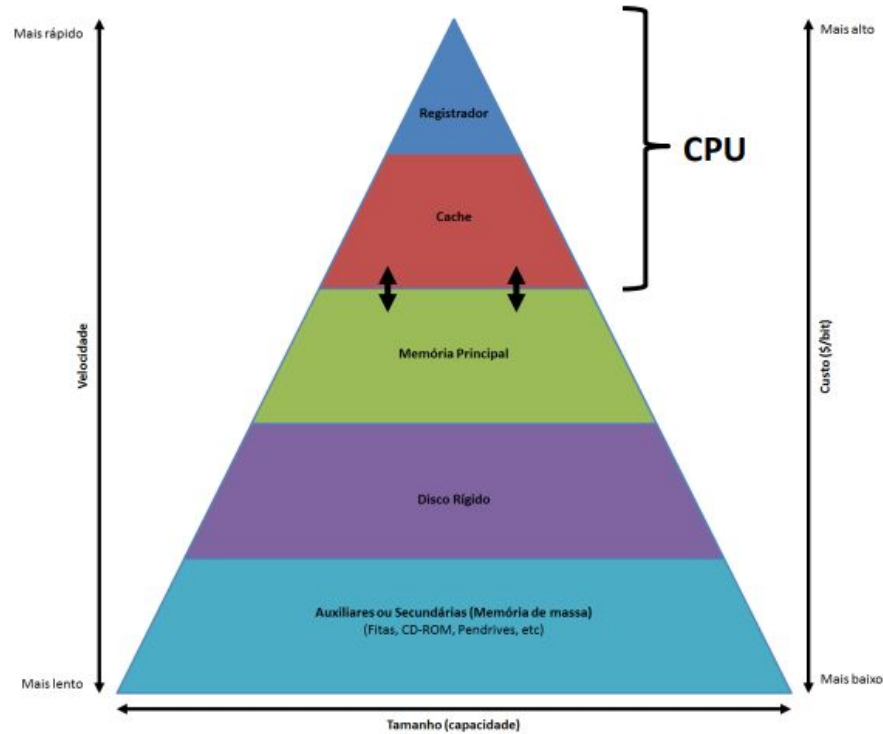 Mais rápido
Mais alto
Registrador
CPU
Cache
Velocidade
Memória Principal
Custo ($/bit)
Disco Rígido
Auxiliares ou Secundárias (Memória de massa)
(Fitas, CD-ROM, Pendrives, etc)
Mais lento
Mais baixo
Tamanho (capacidade)